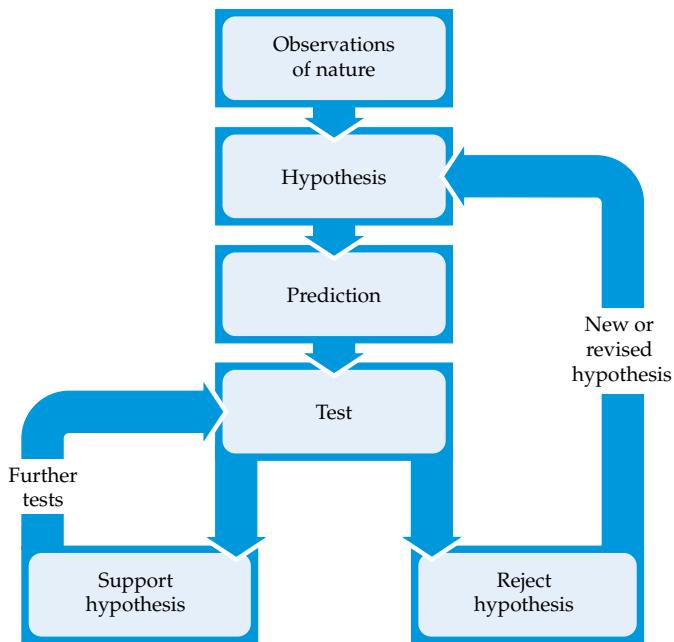 Observations
of nature
Hypothesis
Prediction
New or
revised
hypothesis
Test
Further
tests
Support
hypothesis
Reject
hypothesis